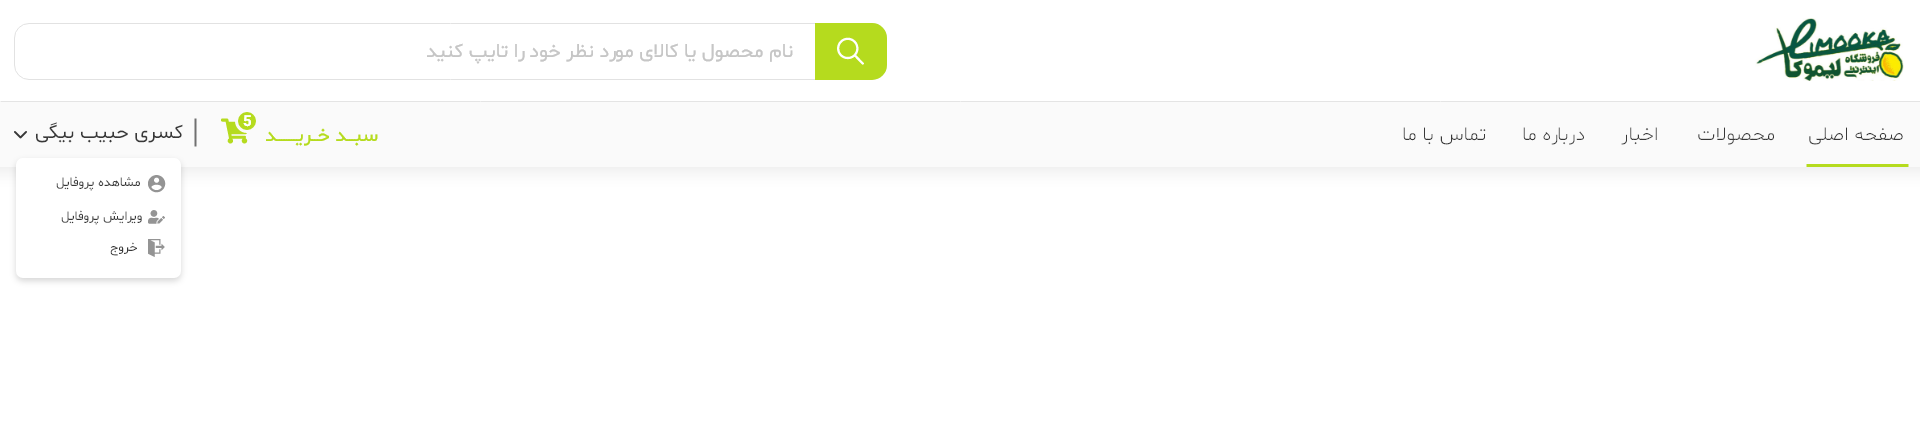 LIMOOKA
فروشگاه
اینترنتی
لیموکا
نام محصول یا کالای مورد نظر خود را تایپ کنید
صفحه اصلی
محصولات
اخبار
درباره ما
تماس با ما
سبـد خـریــد
5
کسری حبیب بیگی
مشاهده پروفایل
ویرایش پروفایل
خروج